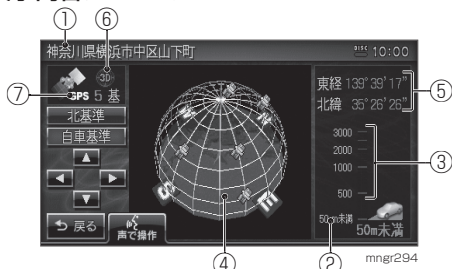 ① ⑥
神奈川県横浜市中区山下町 DISC 10:00
3D
⑦ GPS 5 基
東経 139°39'17"
北緯 35°26'26" ⑤
北基準
自車基準
3000
2000
1000 ③
500
50m未満
50m未満
戻る 声で操作
④ ② mngr294